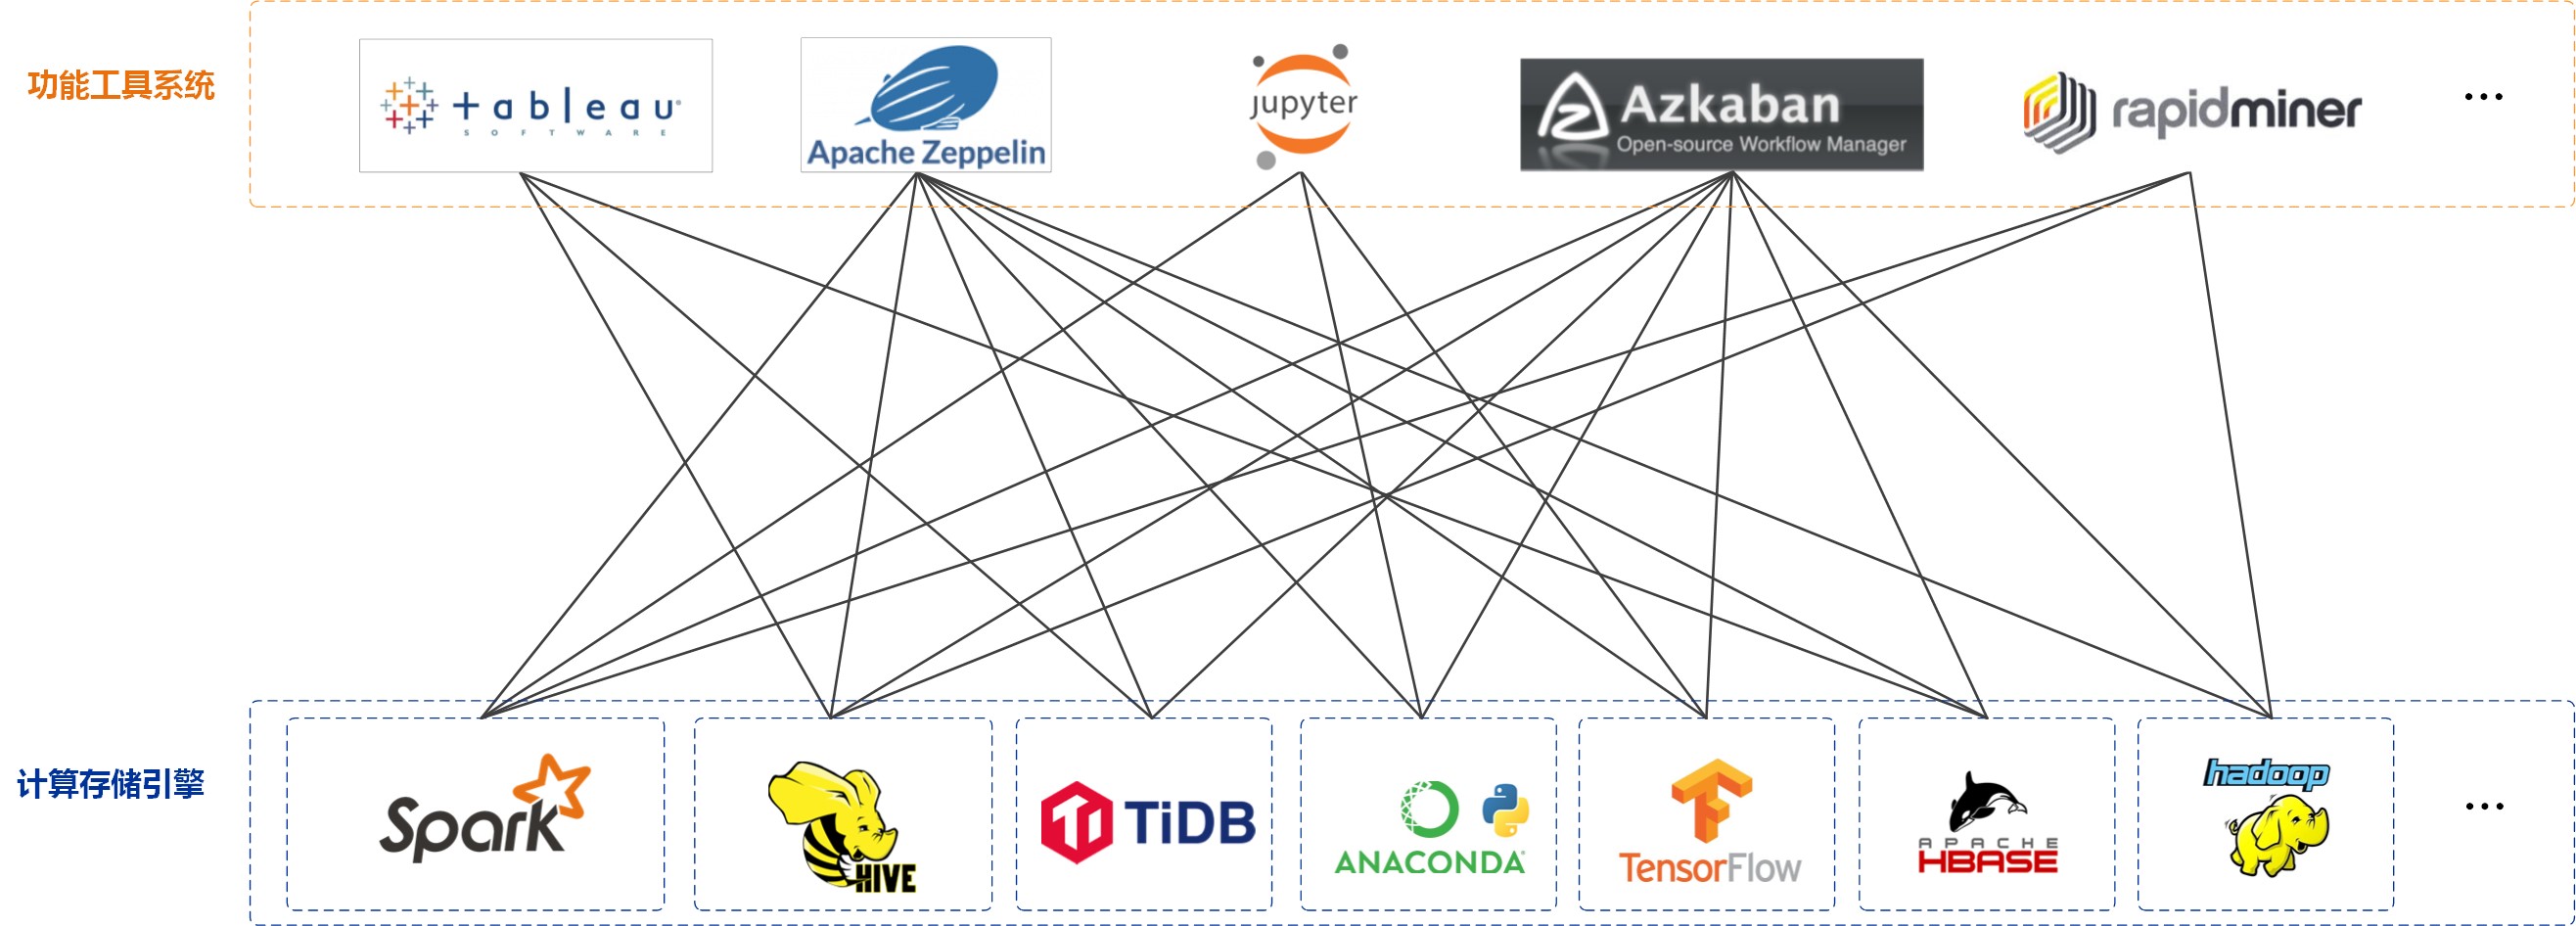 功能工具系统
+ a b l e a u®
S O F T W A R E
Apache Zeppelin
jupyter
Azkaban
Open-source Workflow Manager
rapidminer
...
计算存储引擎
Spark
HIVE
TiDB
ANACONDA
TensorFlow
APACHE
HBASE
hadoop
...